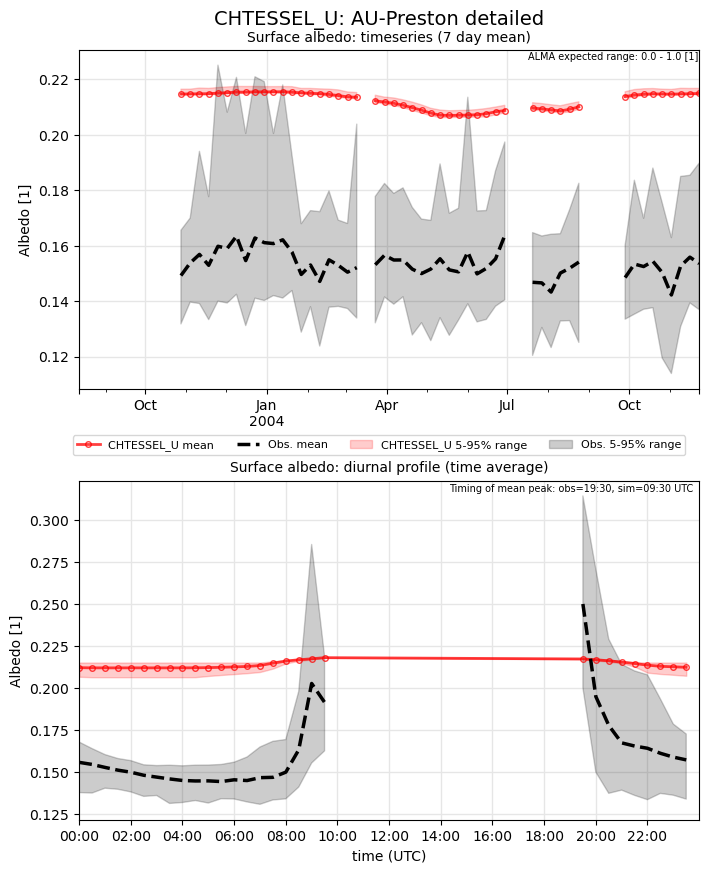 CHTESSEL_U: AU-Preston detailed
Surface albedo: timeseries (7 day mean)
ALMA expected range: 0.0 - 1.0 [1]
0.22
0.20
0.18
0.16
0.14
0.12
Albedo [1]
Oct
Jan
2004
Apr
Jul
Oct
CHTESSEL_U mean
Obs. mean
CHTESSEL_U 5-95% range
Obs. 5-95% range
Surface albedo: diurnal profile (time average)
Timing of mean peak: obs=19:30, sim=09:30 UTC
0.300
0.275
0.250
0.225
0.200
0.175
0.150
0.125
Albedo [1]
00:00
02:00
04:00
06:00
08:00
10:00
12:00
14:00
16:00
18:00
20:00
22:00
time (UTC)